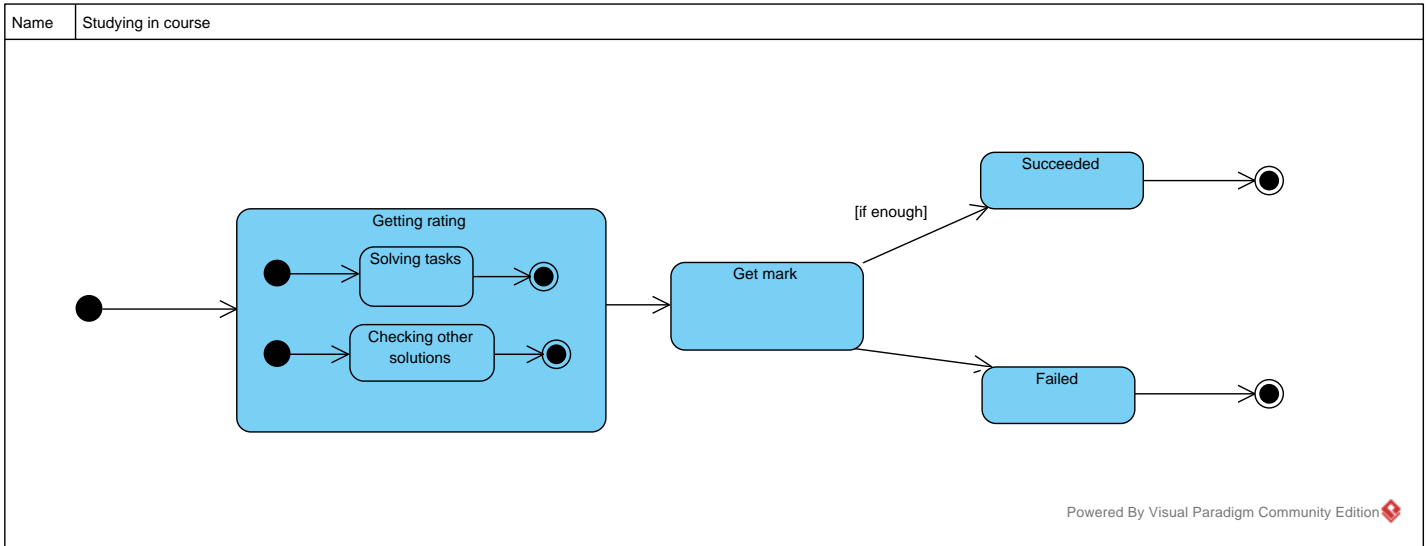 Name
Studying in course
Succeeded
[if enough]
Getting rating
Solving tasks
Get mark
Checking other
solutions
Failed
Powered By Visual Paradigm Community Edition